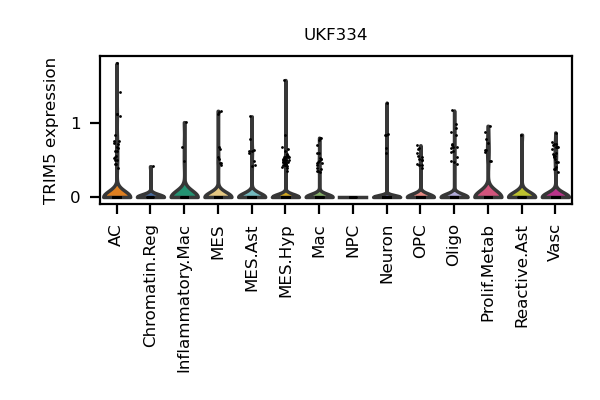 UKF334
TRIM5 expression
1
0
AC
Chromatin.Reg
Inflammatory.Mac
MES
MES.Ast
MES.Hyp
Mac
NPC
Neuron
OPC
Oligo
Prolif.Metab
Reactive.Ast
Vasc